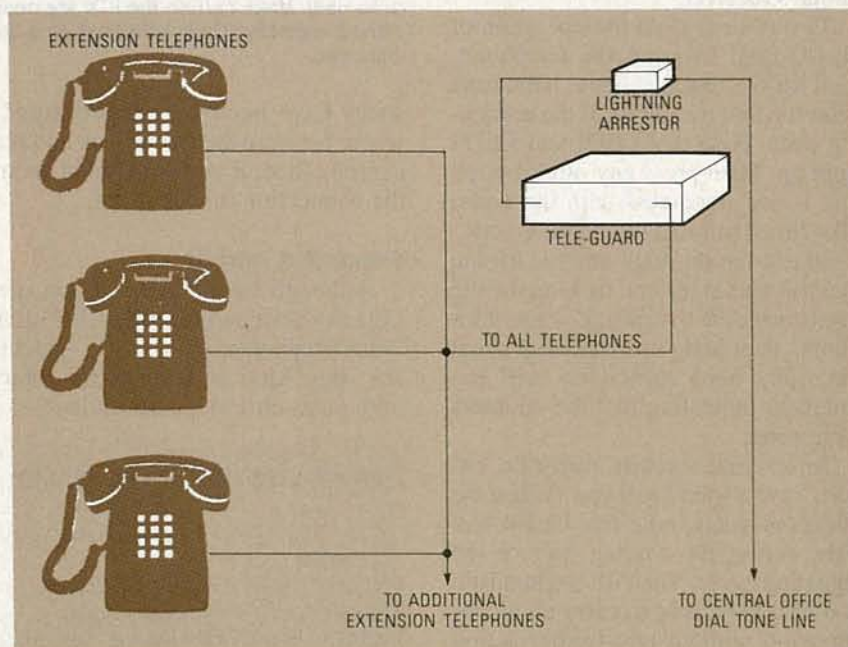 EXTENSION TELEPHONES
LIGHTNING
ARRESTOR
TELE-GUARD
TO ALL TELEPHONES
TO ADDITIONAL
EXTENSION TELEPHONES
TO CENTRAL OFFICE
DIAL TONE LINE